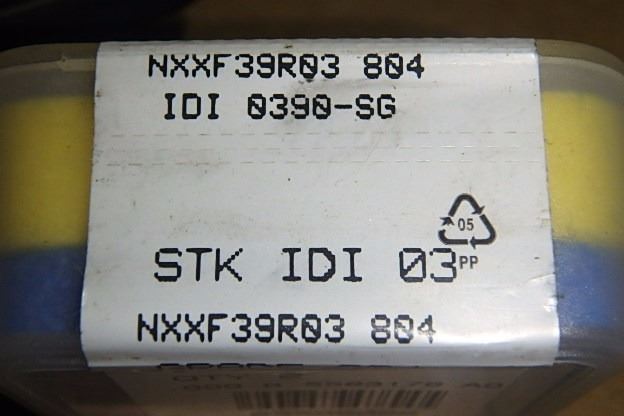 NXXF39R03 804
IDI 0390-SG
05
PP
STK IDI 03
NXXF39R03 804